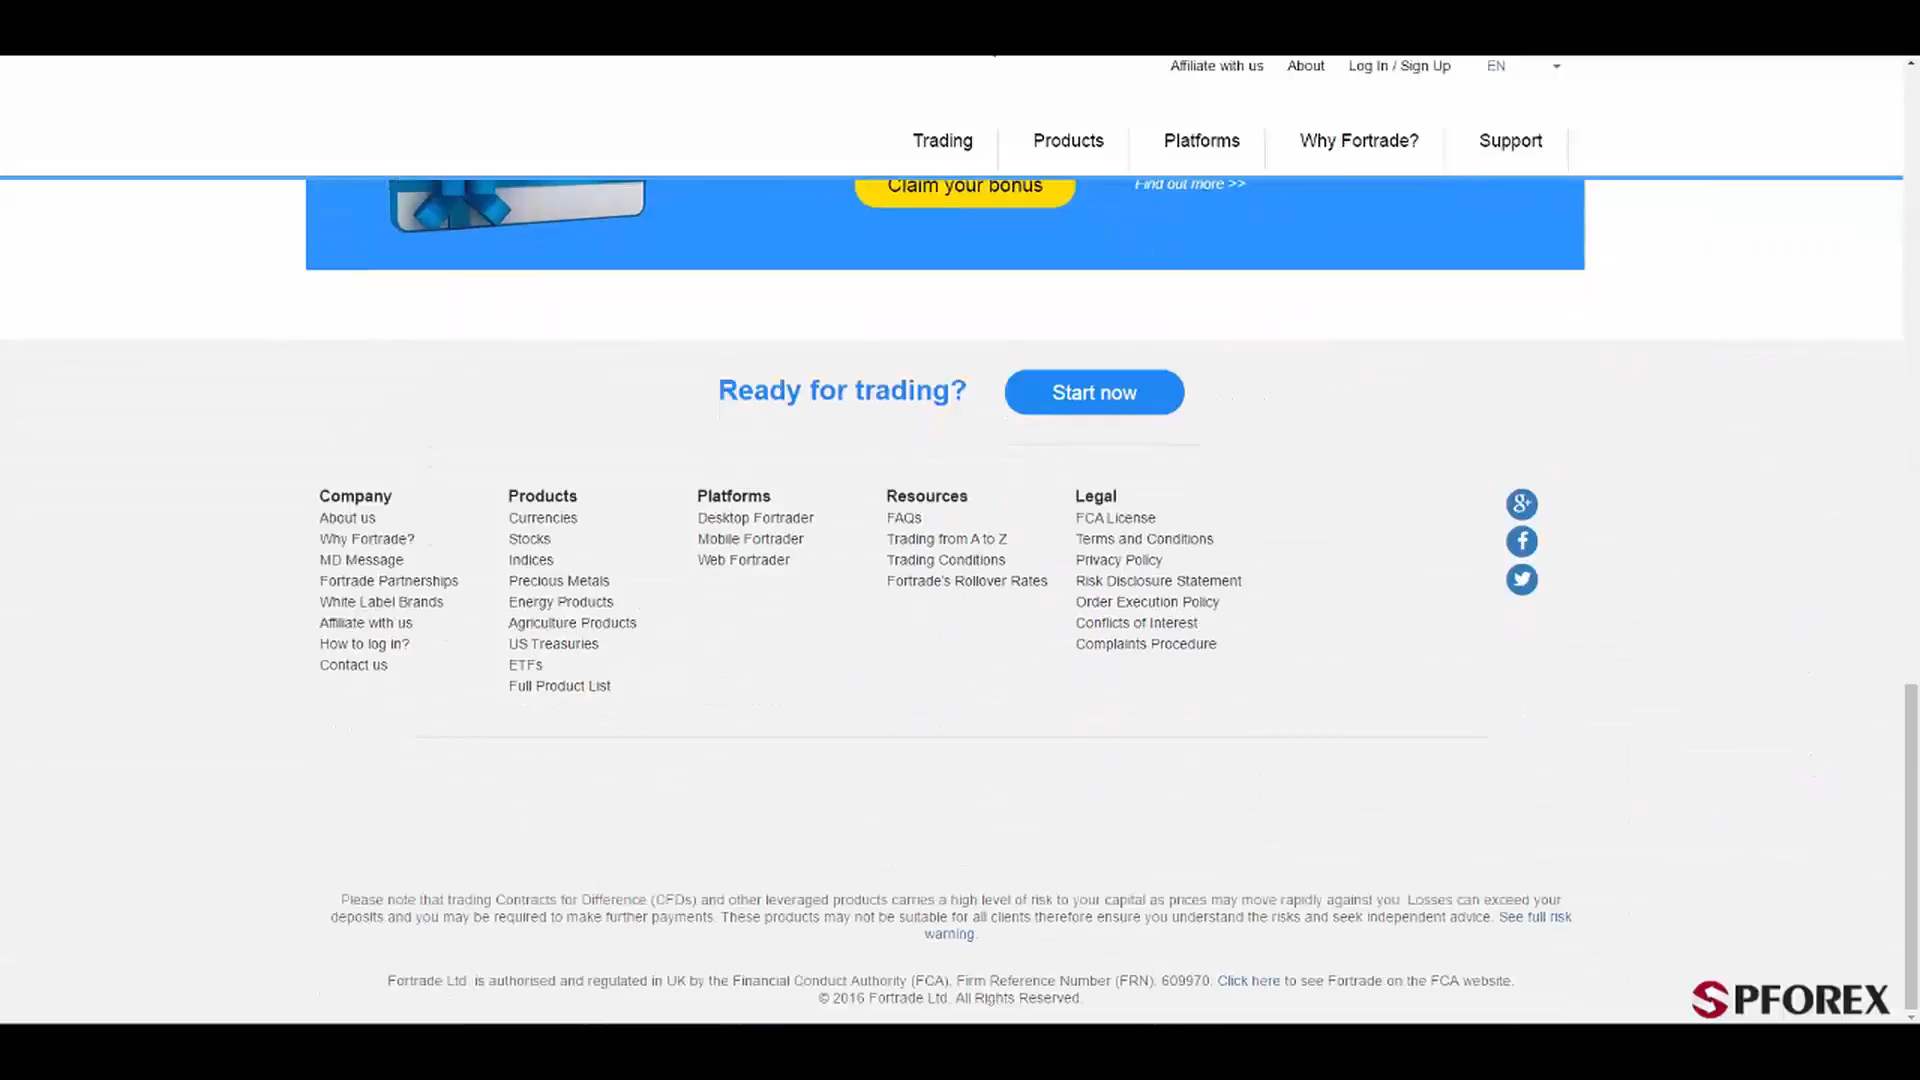 Affiliate with us About Log In / Sign Up EN
Trading Products Platforms Why Fortrade? Support
Claim your bonus Find out more >>
Ready for trading? Start now
Company
About us
Why Fortrade?
MD Message
Fortrade Partnerships
White Label Brands
Affiliate with us
How to log in?
Contact us
Products
Currencies
Stocks
Indices
Precious Metals
Energy Products
Agriculture Products
US Treasuries
ETFs
Full Product List
Platforms
Desktop Fortrader
Mobile Fortrader
Web Fortrader
Resources
FAQs
Trading from A to Z
Trading Conditions
Fortrade's Rollover Rates
Legal
FCA License
Terms and Conditions
Privacy Policy
Risk Disclosure Statement
Order Execution Policy
Conflicts of Interest
Complaints Procedure
Please note that trading Contracts for Difference (CFDs) and other leveraged products carries a high level of risk to your capital as prices may move rapidly against you. Losses can exceed your
deposits and you may be required to make further payments. These products may not be suitable for all clients therefore ensure you understand the risks and seek independent advice. See full risk
warning.
Fortrade Ltd. is authorised and regulated in UK by the Financial Conduct Authority (FCA), Firm Reference Number (FRN): 609970. Click here to see Fortrade on the FCA website.
© 2016 Fortrade Ltd. All Rights Reserved.
SPFOREX